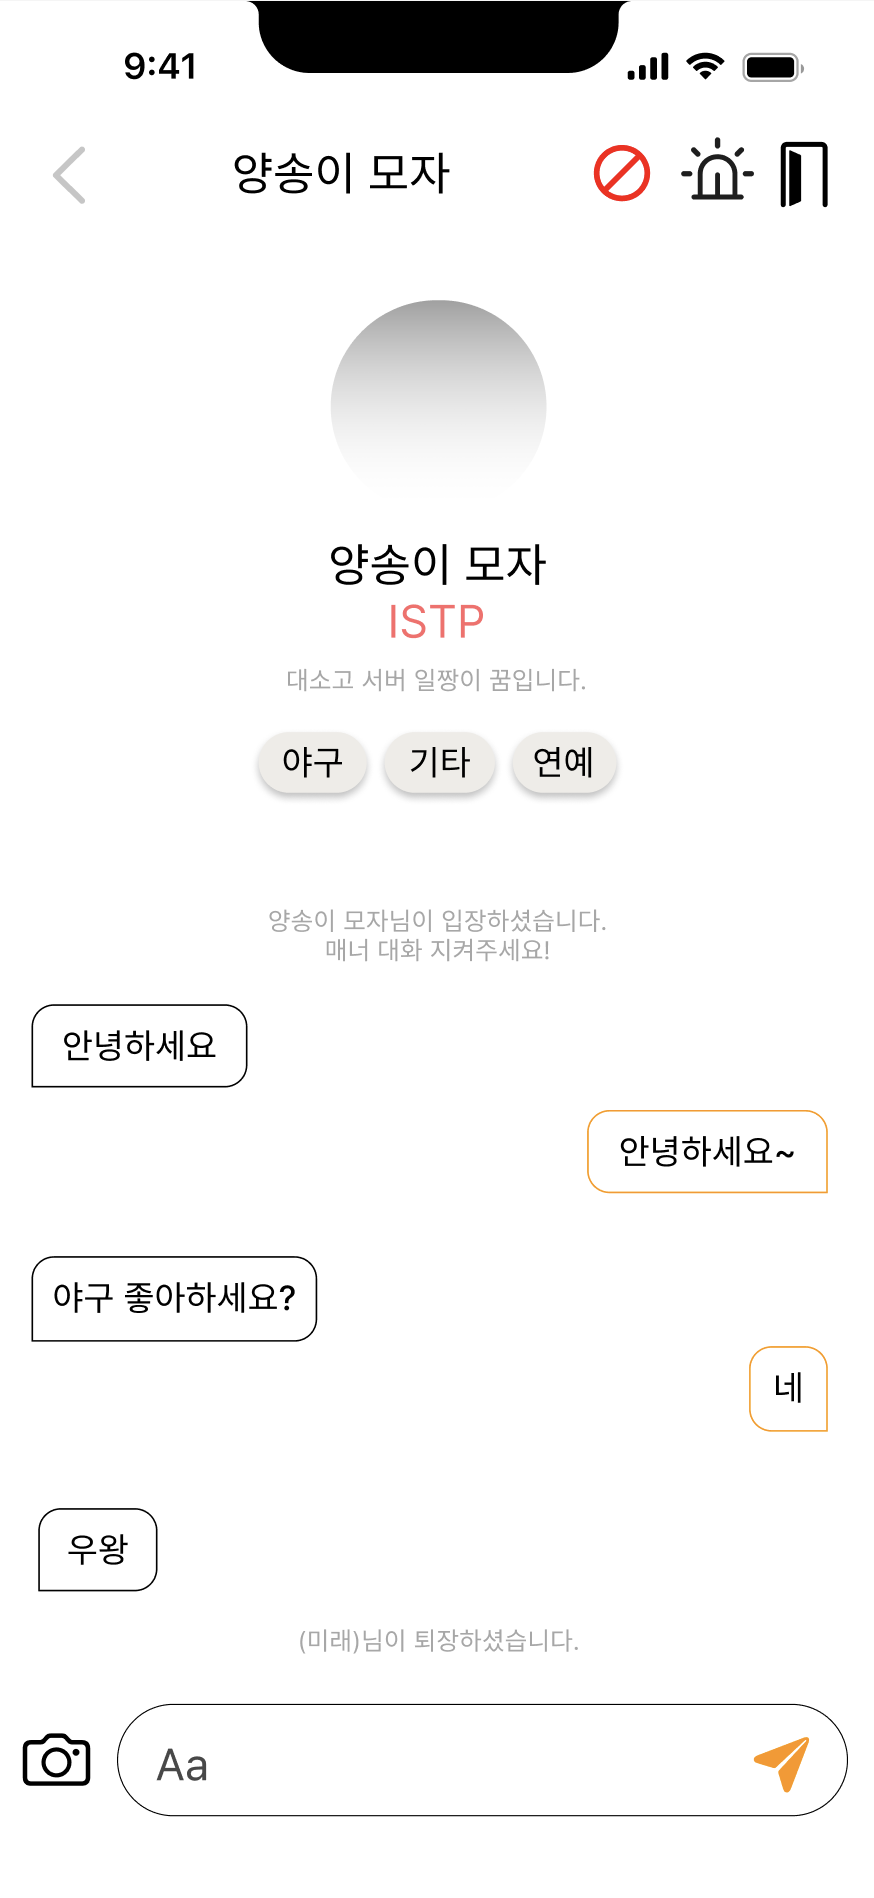 9:41
양송이 모자
양송이 모자
ISTP
대소고 서버 일짱이 꿈입니다.
야구 기타 연예
양송이 모자님이 입장하셨습니다.
매너 대화 지켜주세요!
안녕하세요
안녕하세요~
야구 좋아하세요?
네
우왕
(미래)님이 퇴장하셨습니다.
Aa